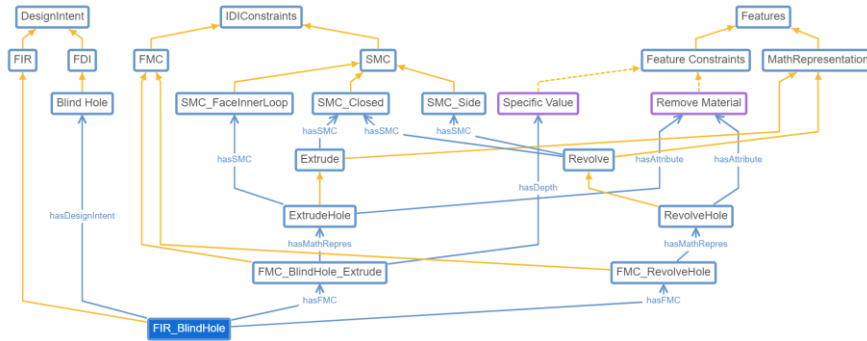 DesignIntent
IDIConstraints
Features
FIR
FDI
FMC
SMC
Feature Constraints
MathRepresentation
Blind Hole
SMC_FaceInnerLoop
SMC_Closed
SMC_Side
Specific Value
Remove Material
hasSMC
hasSMC
hasSMC
hasSMC
Extrude
Revolve
hasAttribute
hasAttribute
hasDepth
ExtrudeHole
RevolveHole
hasDesignIntent
hasMathRepres
hasMathRepres
FMC_BlindHole_Extrude
FMC_RevolveHole
hasFMC
hasFMC
FIR_BlindHole